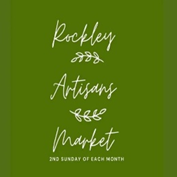 Rockley
Artisans
Market
2ND SUNDAY OF EACH MONTH